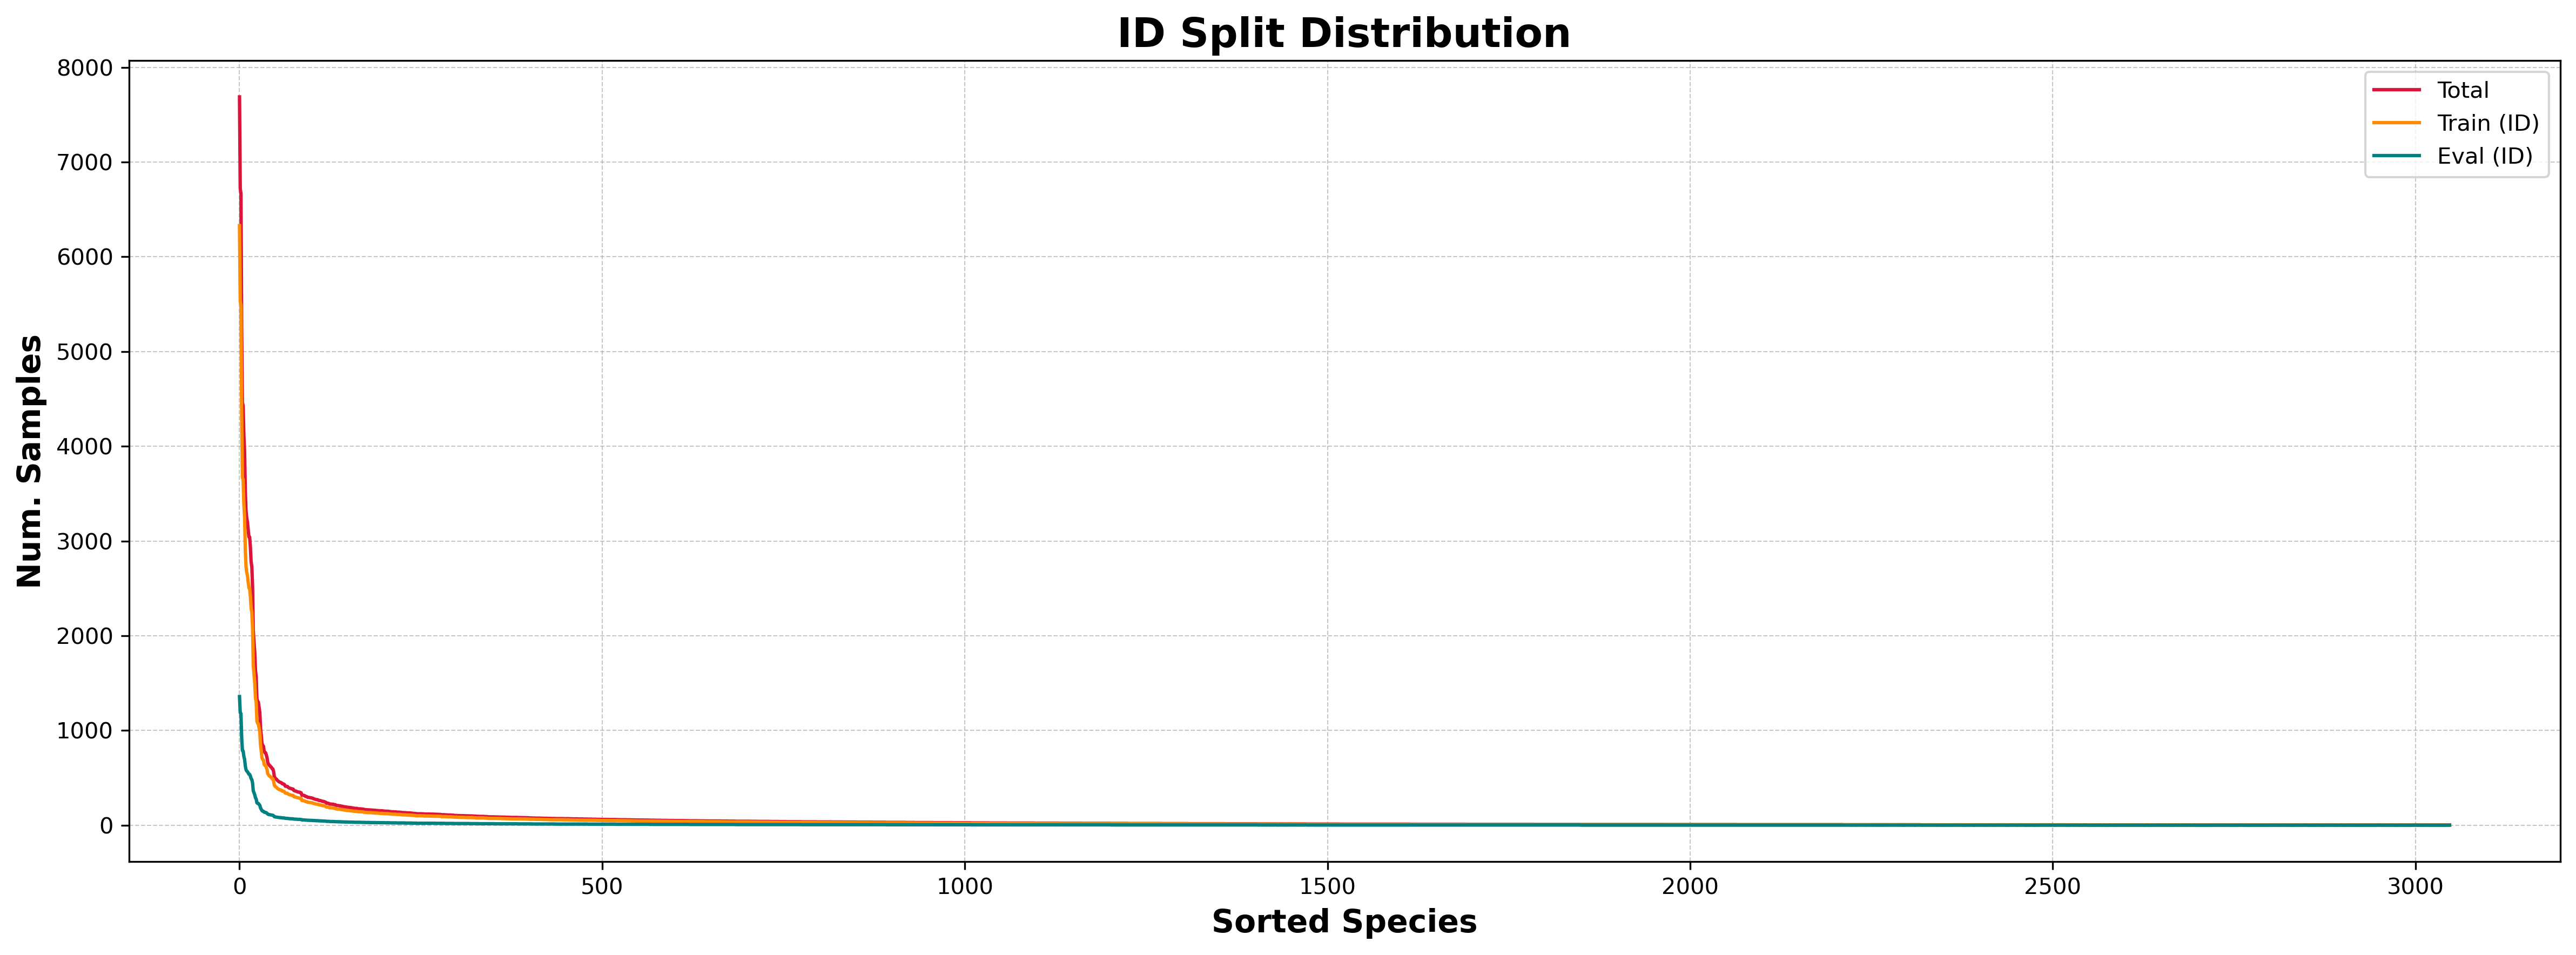 ID Split Distribution
8000
7000
6000
5000
4000
3000
2000
1000
0
Num. Samples
Total
Train (ID)
Eval (ID)
0 500 1000 1500 2000 2500 3000
Sorted Species